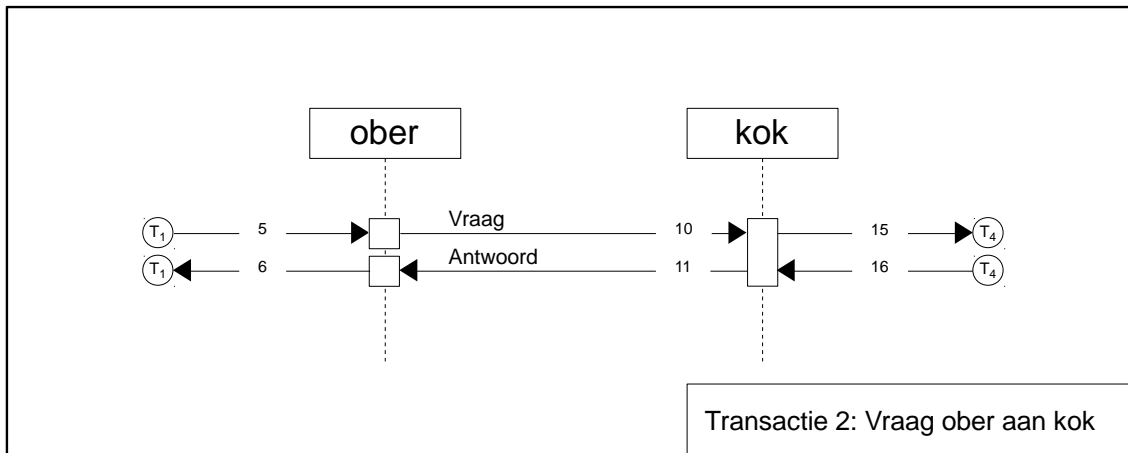 ober kok
Vraag
T1 5 10 15 T4
Antwoord
T1 6 11 16 T4
Transactie 2: Vraag ober aan kok